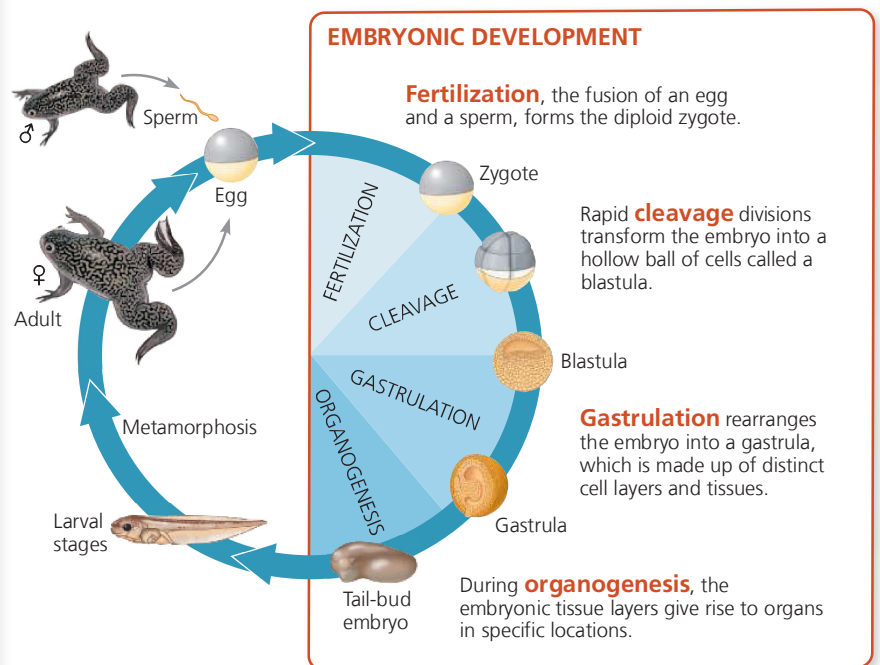 EMBRYONIC DEVELOPMENT
Fertilization, the fusion of an egg
and a sperm, forms the diploid zygote.
Sperm
♂
Egg
Zygote
FERTILIZATION
Rapid cleavage divisions
transform the embryo into a
hollow ball of cells called a
blastula.
CLEAVAGE
♀
Adult
Blastula
GASTRULATION
Gastrulation rearranges
the embryo into a gastrula,
which is made up of distinct
cell layers and tissues.
ORGANOGENESIS
Metamorphosis
Gastrula
Larval
stages
Tail-bud
embryo
During organogenesis, the
embryonic tissue layers give rise to organs
in specific locations.